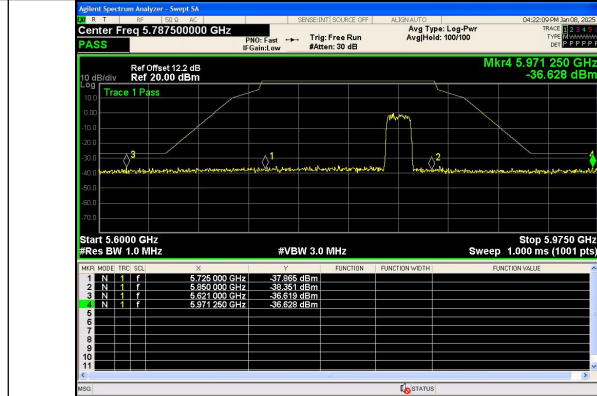 Agilent Spectrum Analyzer - Swept SA
R T RF 50 Ω AC SENSE:INT SOURCE OFF ALIGNAUTO 04:22:09 PM Jan 08, 2025
Center Freq 5.787500000 GHz
PNO: Fast
IFGain:Low
Trig: Free Run
#Atten: 30 dB
Avg Type: Log-Pwr
Avg|Hold: 100/100
TRACE 1 2 3 4 5
TYPE
DET P P P P P
PASS
Mkr4 5.971 250 GHz
-36.628 dBm
Ref Offset 12.2 dB
10 dB/div Ref 20.00 dBm
Log
Trace 1 Pass
10.0
0.00
-10.0
-20.0
-30.0
-40.0
-50.0
-60.0
-70.0
3
1
2
4
Start 5.6000 GHz Stop 5.9750 GHz
#Res BW 1.0 MHz #VBW 3.0 MHz Sweep 1.000 ms (1001 pts)
MKR MODE TRC SCL X Y FUNCTION FUNCTION WIDTH FUNCTION VALUE
1 N 1 f 5.725 000 GHz -37.865 dBm
2 N 1 f 5.850 000 GHz -38.351 dBm
3 N 1 f 5.621 000 GHz -36.619 dBm
4 N 1 f 5.971 250 GHz -36.628 dBm
5
6
7
8
9
10
11
MSG STATUS